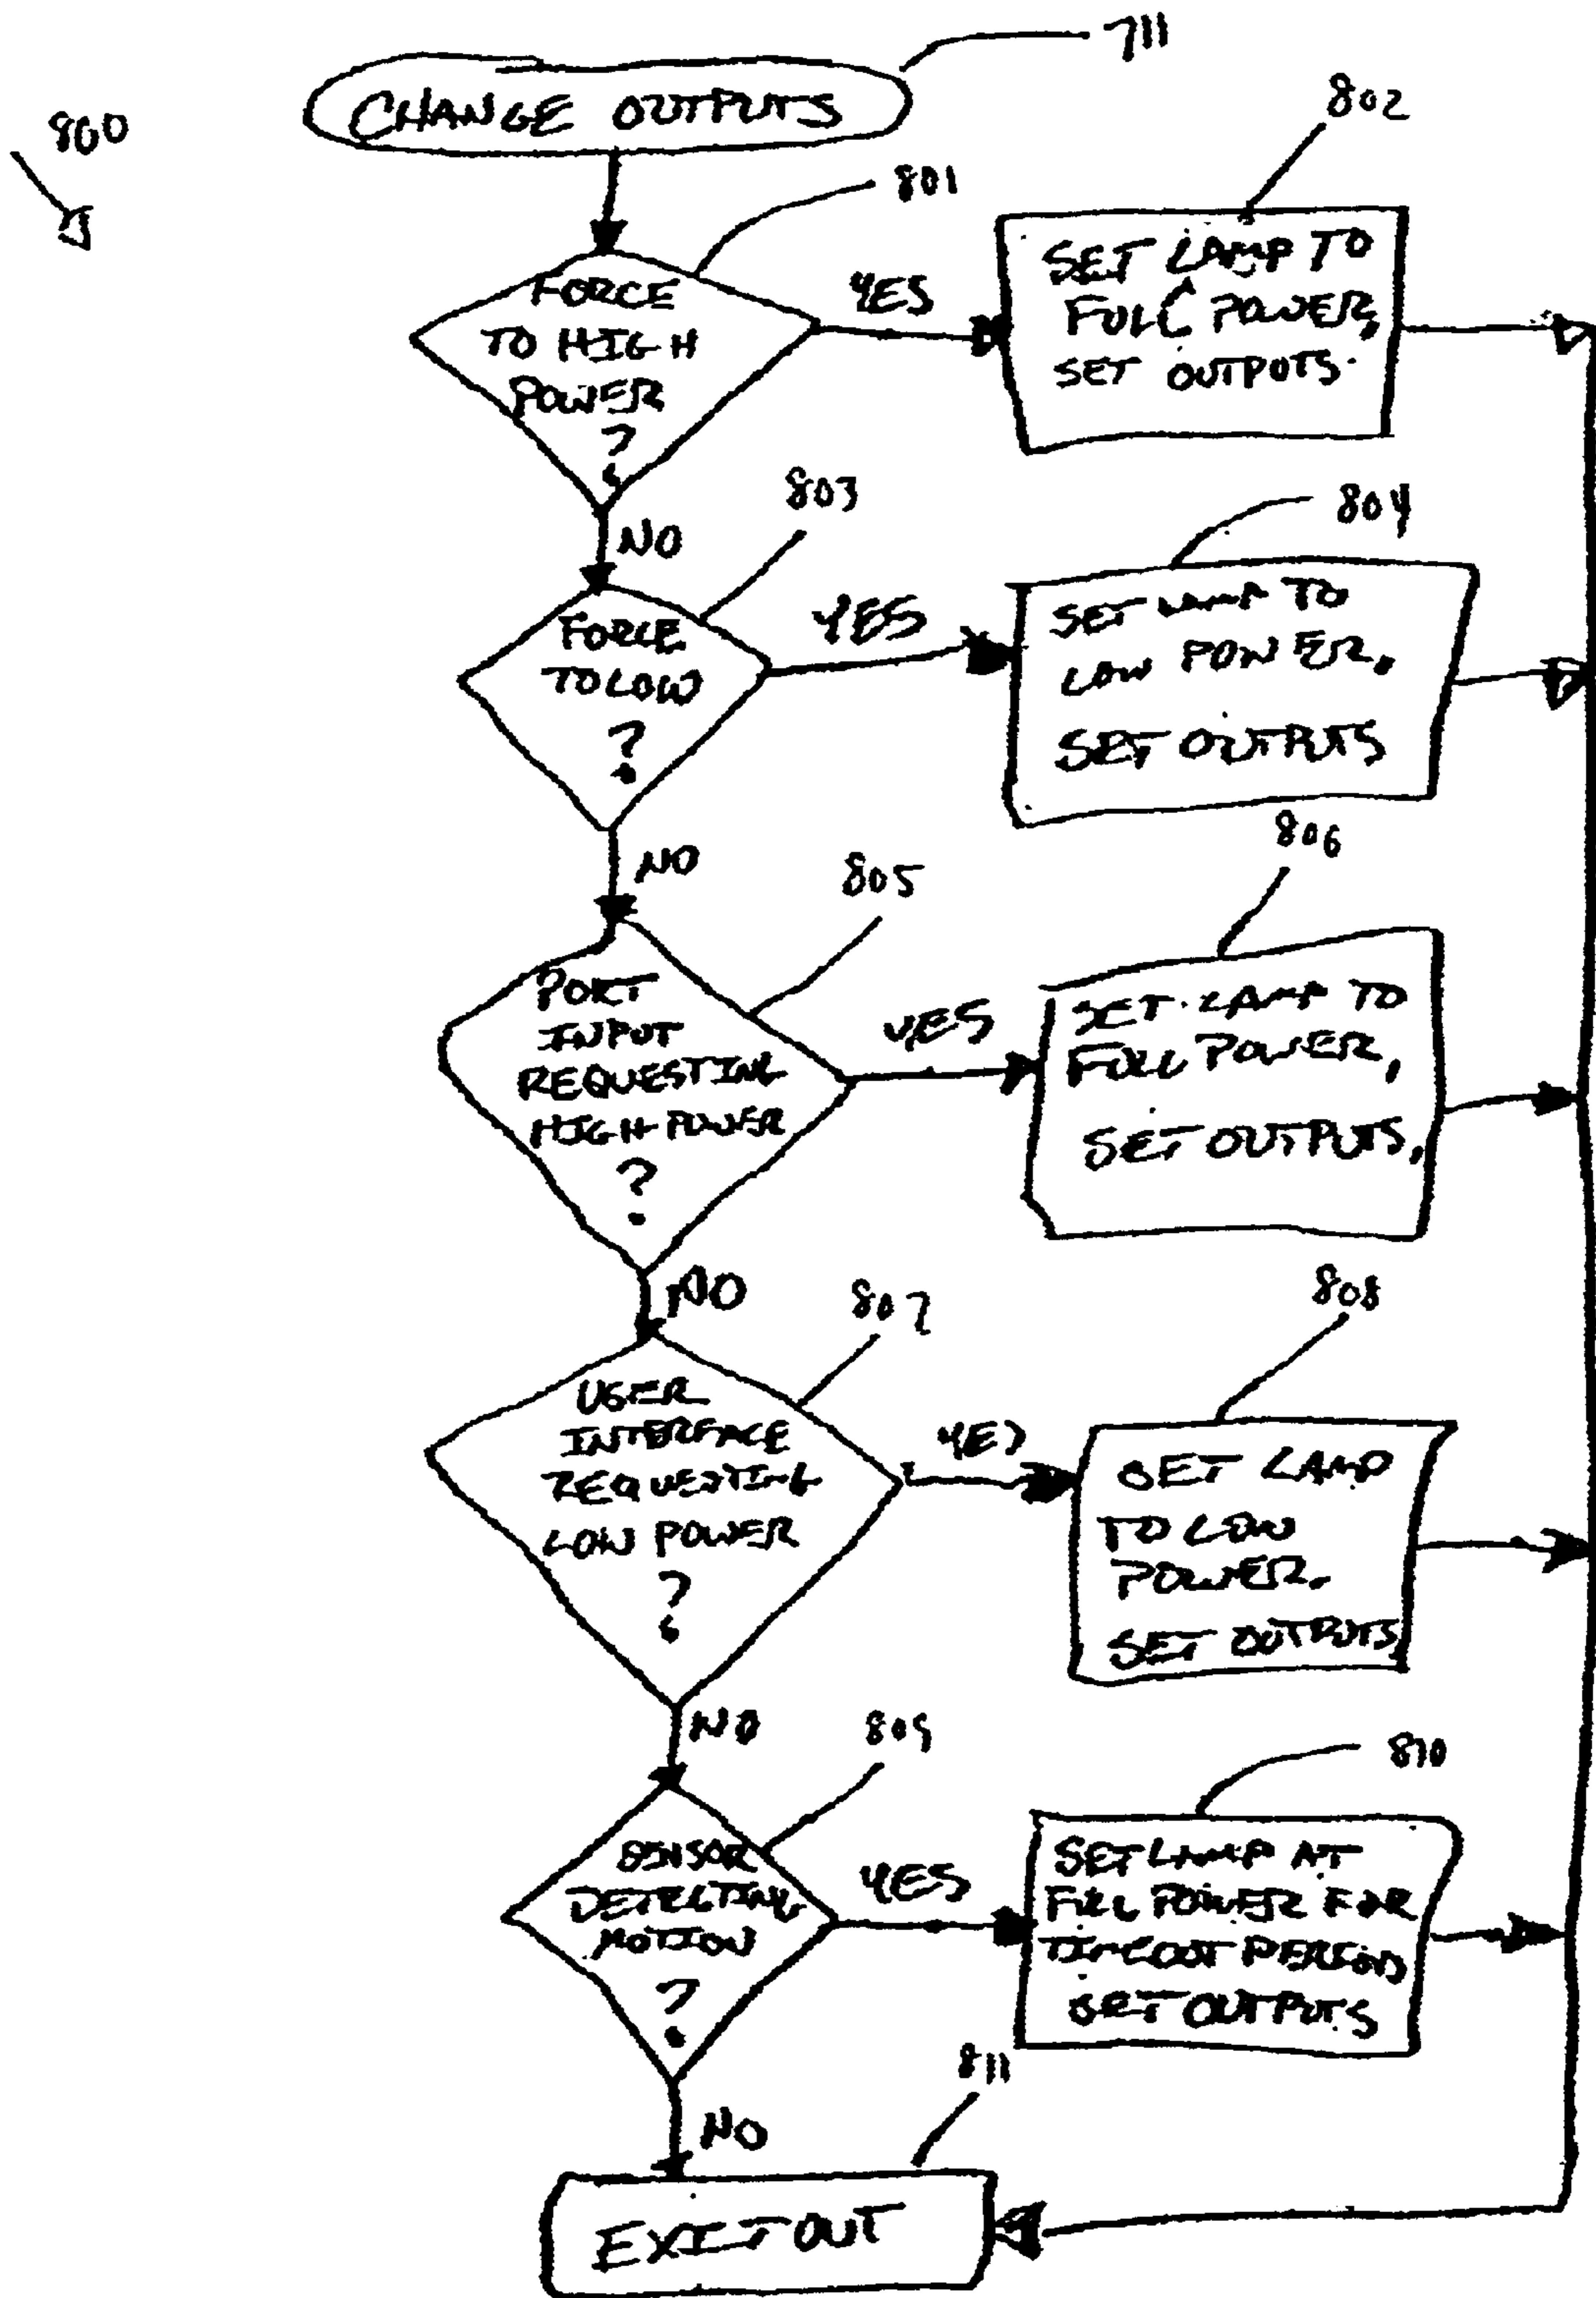 711
CHANGE OUTPUTS
800
802
801
FORCE
TO HIGH
POWER
?
YES
SET LAMP TO
FULL POWER,
SET OUTPUTS.
NO
803
804
FORCE
TO LOW
?
YES
SET LAMP TO
LOW POWER.
SET OUTPUTS
NO
805
806
PORT
INPUT
REQUESTING
HIGH POWER
?
YES
SET LAMP TO
FULL POWER,
SET OUTPUTS.
NO
807
808
USER
INTERFACE
REQUESTING
LOW POWER
?
YES
SET LAMP
TO LOW
POWER.
SET OUTPUTS
NO
809
810
SENSOR
DETECTING
MOTION
?
YES
SET LAMP AT
FULL POWER FOR
TIMEOUT PERIOD
SET OUTPUTS
NO
811
EXIT OUT